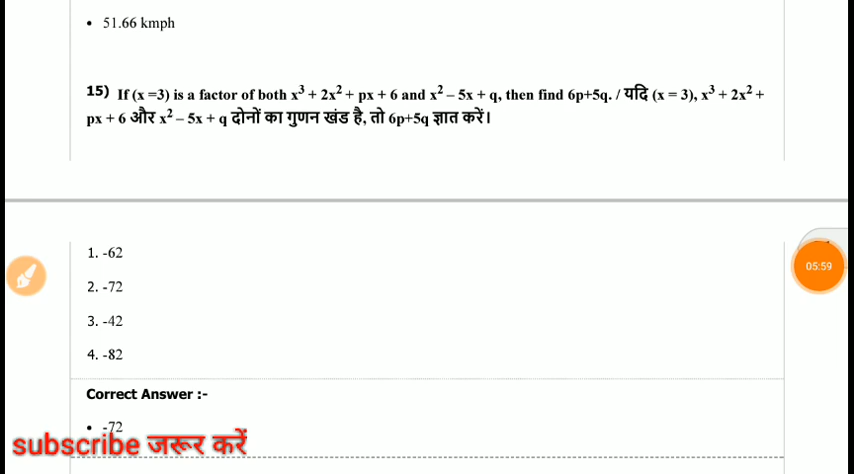 • 51.66 kmph
15) If (x =3) is a factor of both x³ + 2x² + px + 6 and x² – 5x + q, then find 6p+5q. / यदि (x = 3), x³ + 2x² +
px + 6 और x² – 5x + q दोनों का गुणन खंड है, तो 6p+5q ज्ञात करें।
1. -62
05:59
2. -72
3. -42
4. -82
Correct Answer :-
• -72
subscribe जरूर करें